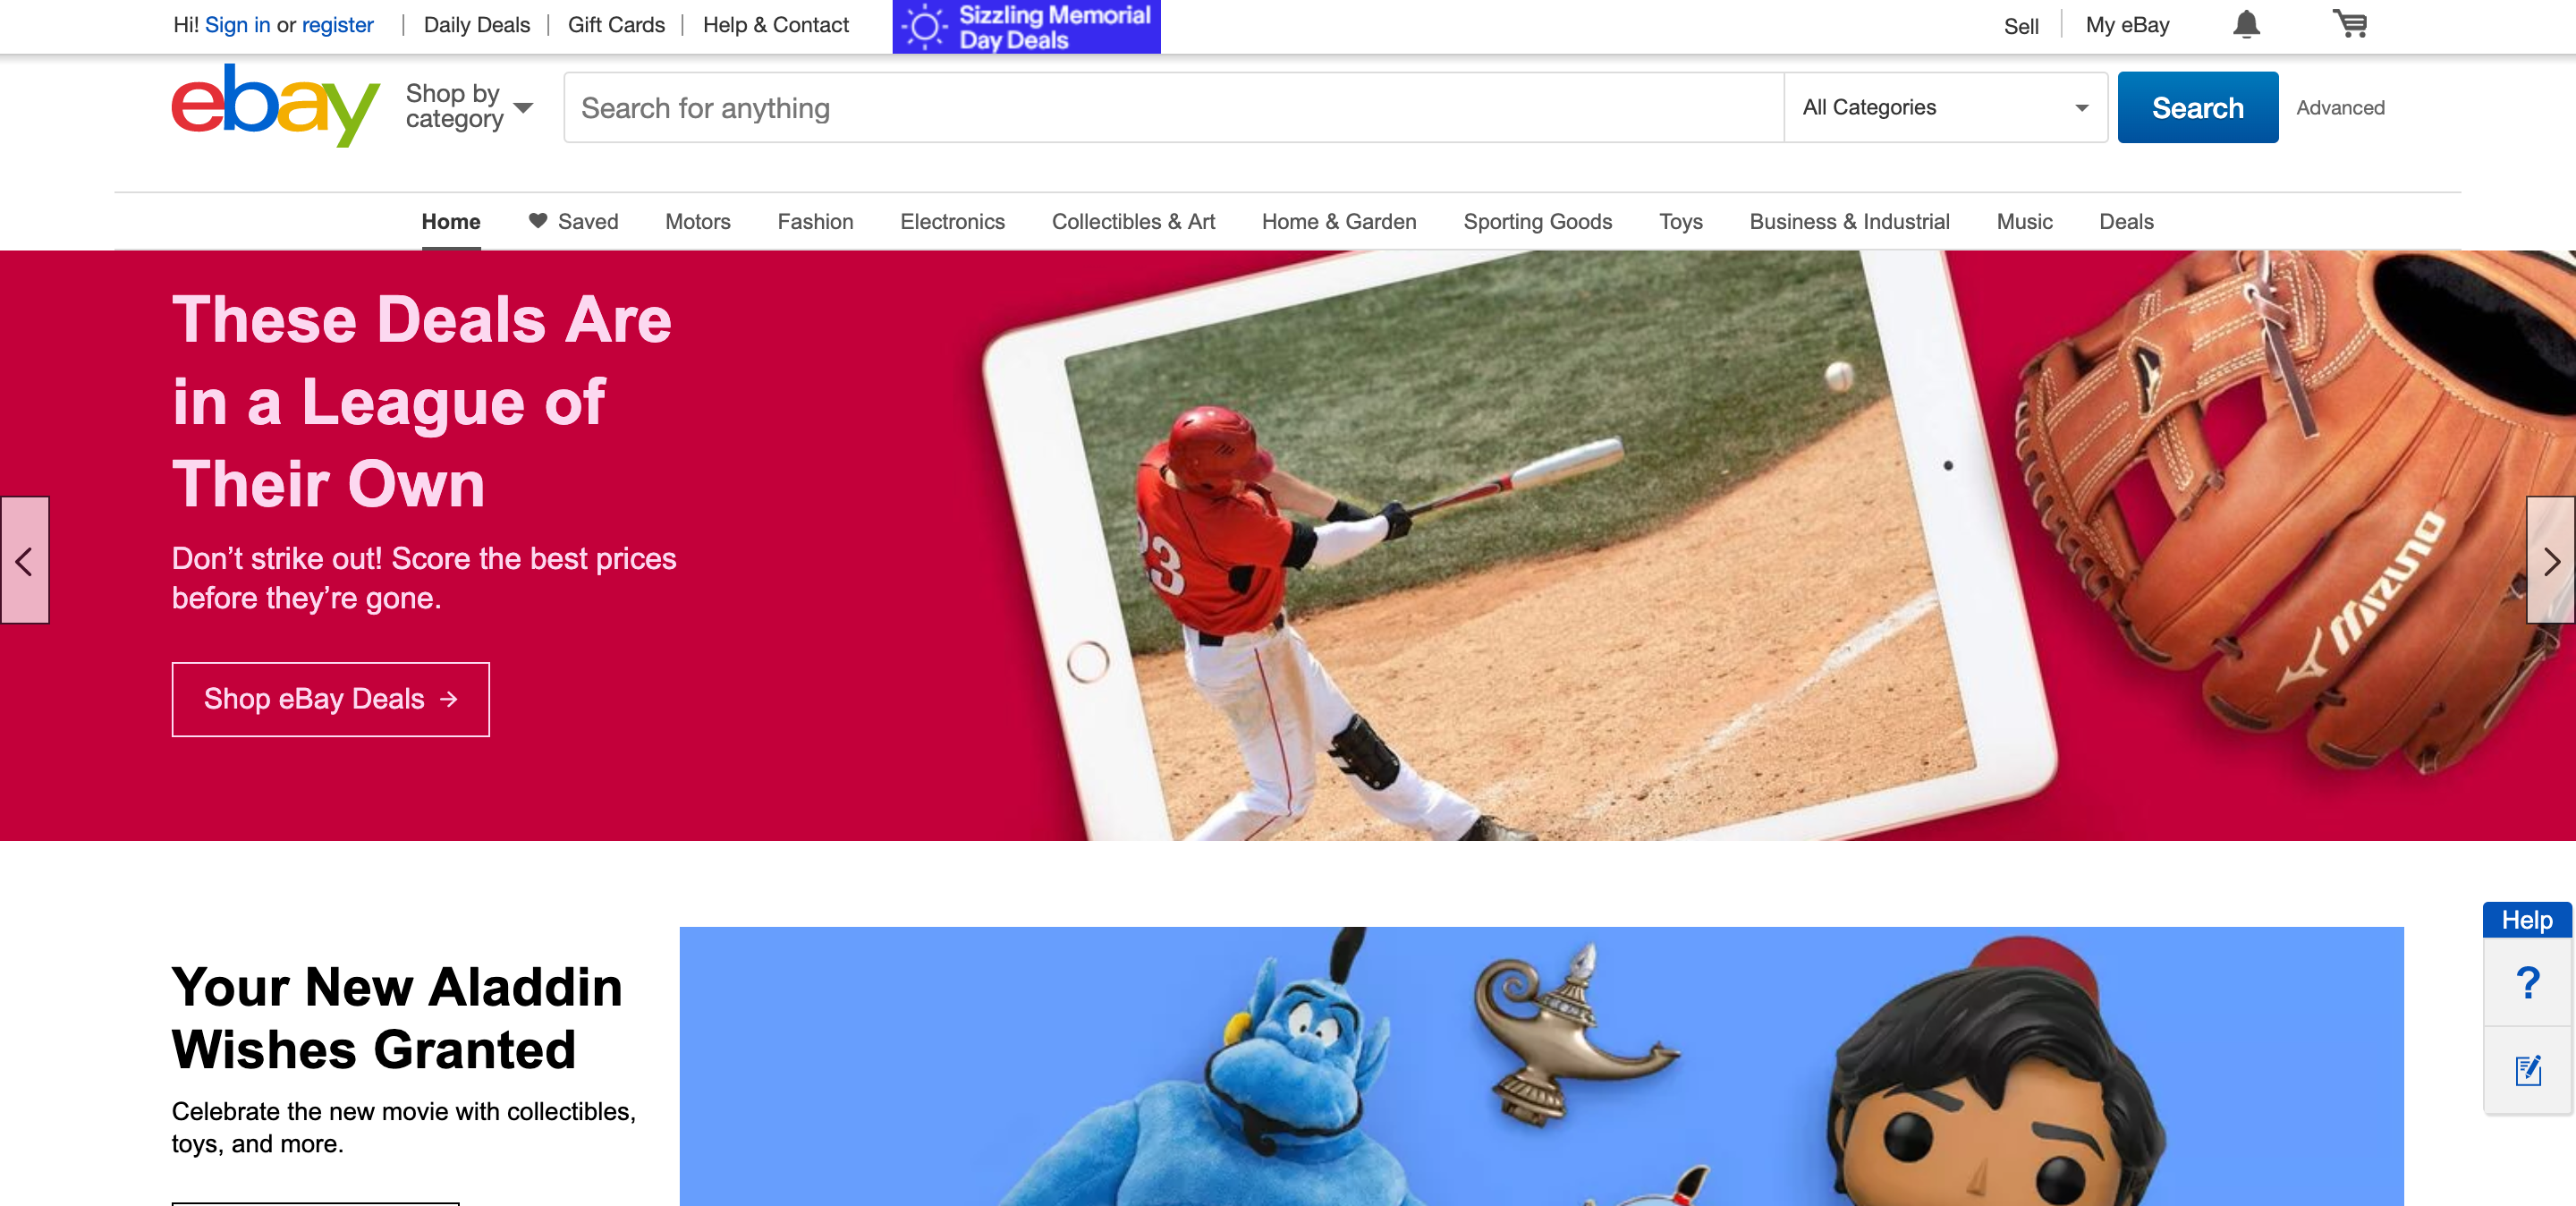 Hi! Sign in or register | Daily Deals | Gift Cards | Help & Contact
Sizzling Memorial
Day Deals
Sell | My eBay
ebay
Shop by
category
Search for anything
All Categories
Search
Advanced
Home Saved Motors Fashion Electronics Collectibles & Art Home & Garden Sporting Goods Toys Business & Industrial Music Deals
These Deals Are
in a League of
Their Own
Don’t strike out! Score the best prices
before they’re gone.
Shop eBay Deals →
23
MIZUNO
Help
?
Your New Aladdin
Wishes Granted
Celebrate the new movie with collectibles,
toys, and more.